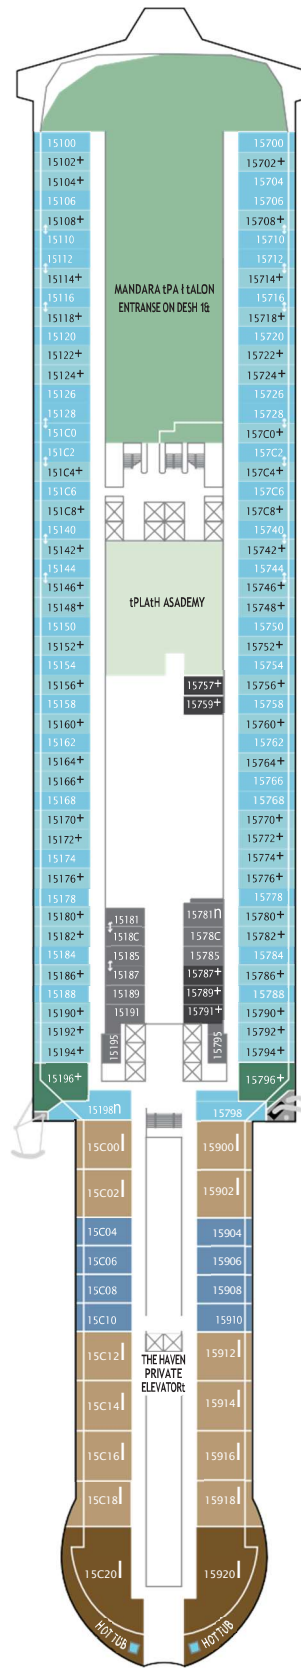 15100 15700
15102+ 15702+
15104+ 15704
15106 15706
15108+ 15708+
15110 15710
15112 15712
15114+ 15714+
15116 15716
15118+ 15718+
MANDARA tPA ł tALON
ENTRANSE ON DESH 1&
15120 15720
15122+ 15722+
15124+ 15724+
15126 15726
15128 15728
151C0 157C0+
151C2 157C2
151C4+ 157C4+
151C6 157C6
151C8+ 157C8+
15140 15740
15142+ 15742+
15144 15744
15146+ 15746+
tPLAtH ASADEMY
15148+ 15748+
15150 15750
15152+ 15752+
15154 15754
15156+ 15757+ 15756+
15158 15759+ 15758
15160+ 15760+
15162 15762
15164+ 15764+
15166+ 15766
15168 15768
15170+ 15770+
15172+ 15772+
15174 15774+
15176+ 15776+
15178 15778
15180+ 15181 15781n 15780+
15182+ 1518C 1578C 15782+
15184 15185 15785 15784
15186+ 15187 15787+ 15786+
15188 15189 15789+ 15788
15190+ 15191 15791+ 15790+
15192+ 15195 15795 15792+
15194+ 15794+
15196+ 15796+
15198n 15798
15C00 15900
15C02 15902
15C04 15904
15C06 15906
15C08 15908
15C10 15910
15C12 15912
THE HAVEN
PRIVATE
ELEVATORt
15C14 15914
15C16 15916
15C18 15918
15C20 15920
HOT TUB HOT TUB